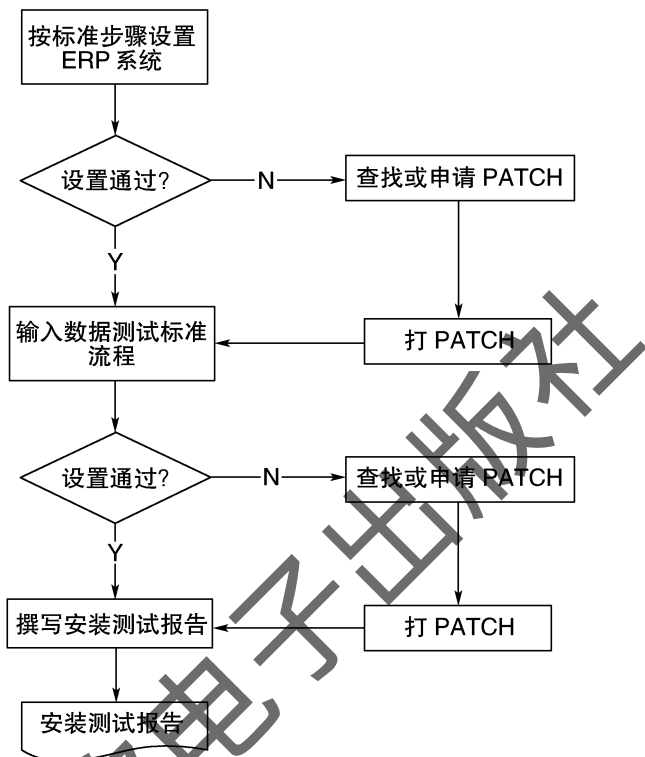 按标准步骤设置
ERP 系统
设置通过?
N
查找或申请 PATCH
Y
输入数据测试标准
流程
打 PATCH
设置通过?
N
查找或申请 PATCH
Y
撰写安装测试报告
打 PATCH
安装测试报告
电子出版社